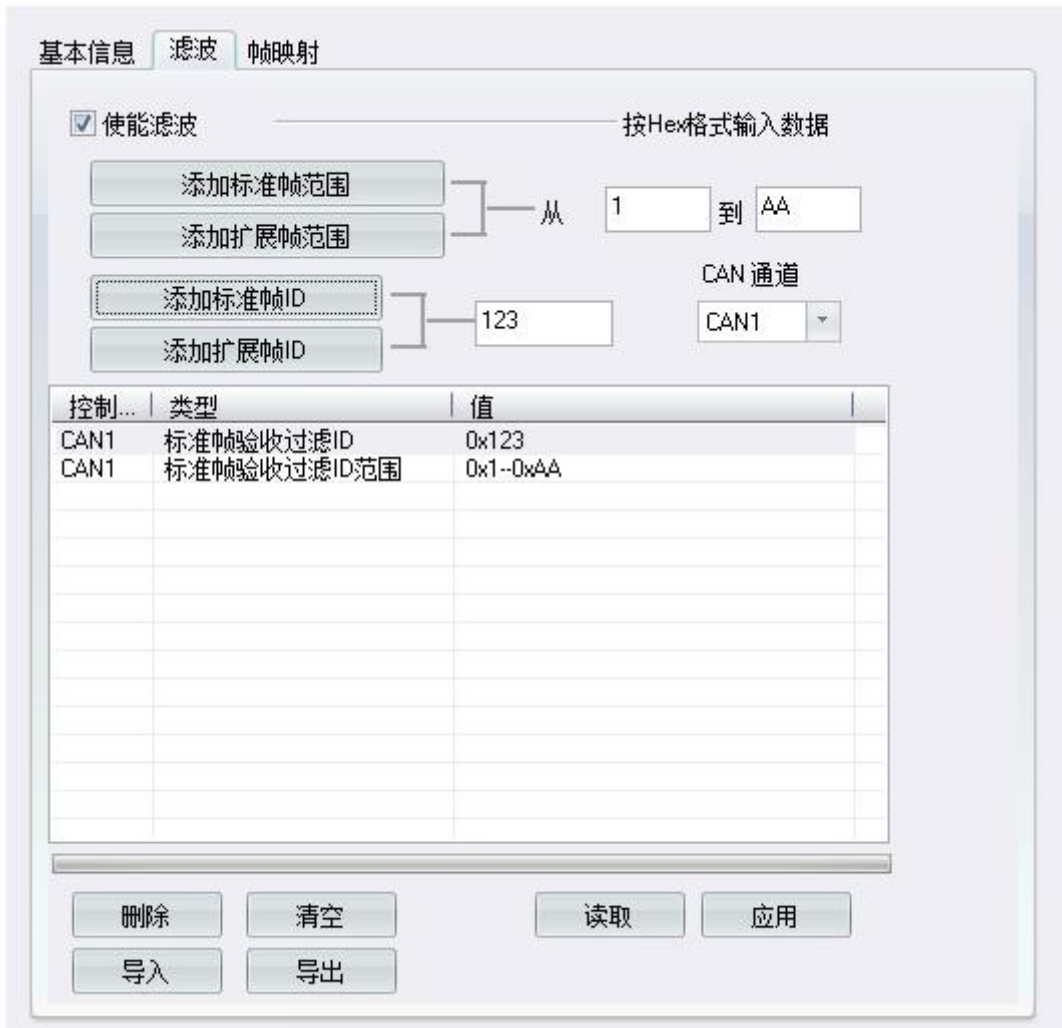 基本信息 滤波 帧映射
使能滤波 按Hex格式输入数据
添加标准帧范围
添加扩展帧范围
从 1 到 AA
添加标准帧ID
添加扩展帧ID
123
CAN 通道
CAN1
控制... 类型 值
CAN1 标准帧验收过滤ID 0x123
CAN1 标准帧验收过滤ID范围 0x1--0xAA
删除 清空 读取 应用
导入 导出